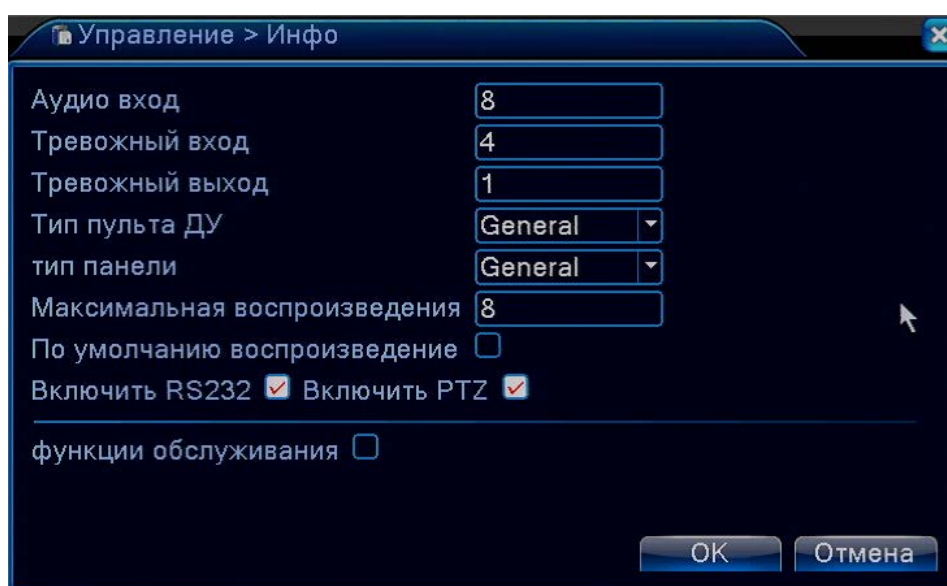 Управление > Инфо
Аудио вход 8
Тревожный вход 4
Тревожный выход 1
Тип пульта ДУ General
тип панели General
Максимальная воспроизведения 8
По умолчанию воспроизведение
Включить RS232 Включить PTZ
функции обслуживания
OK Отмена